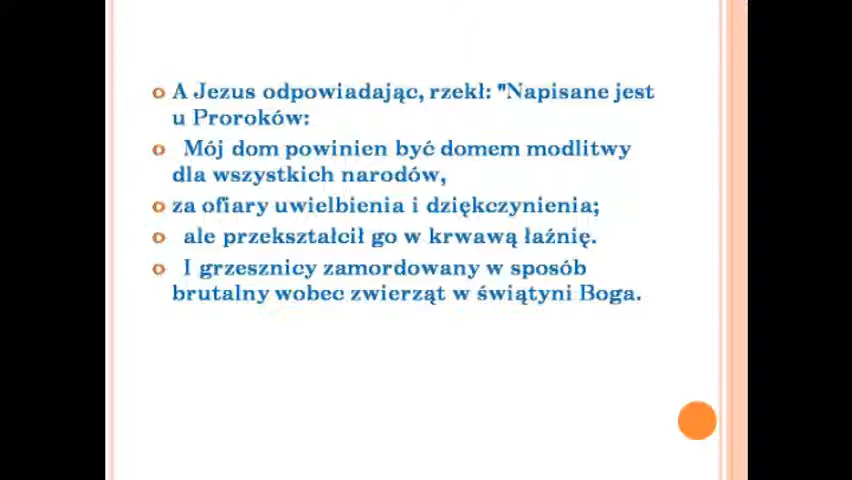 A Jezus odpowiadając, rzekł: "Napisane jest
u Proroków:
Mój dom powinien być domem modlitwy
dla wszystkich narodów,
za ofiary uwielbienia i dziękczynienia;
ale przekształcił go w krwawą łaźnię.
I grzesznicy zamordowany w sposób
brutalny wobec zwierząt w świątyni Boga.